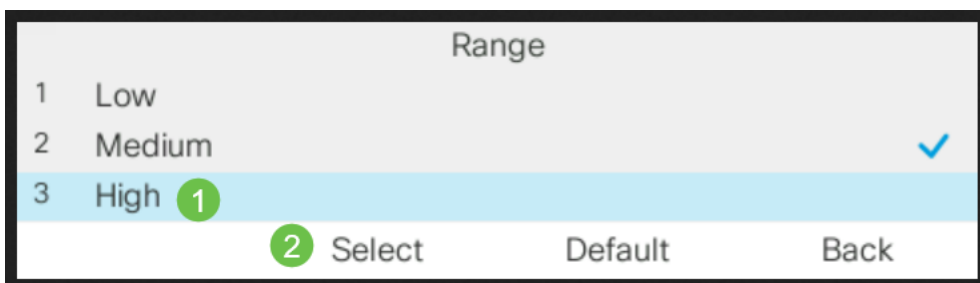 Range
1 Low
2 Medium
3 High 1
2 Select Default Back